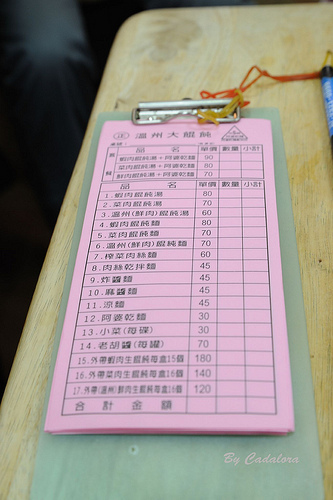 正 溫州大餛飩
品 名 單價 數量 小計
蝦肉餛飩湯+阿婆乾麵 90
菜肉餛飩湯+阿婆乾麵 80
鮮肉餛飩湯+阿婆乾麵 70
品 名 單價 數量 小計
1.蝦肉餛飩湯 80
2.菜肉餛飩湯 70
3.溫州(鮮肉)餛飩湯 60
4.蝦肉餛飩麵 80
5.菜肉餛飩麵 70
6.溫州(鮮肉)餛飩麵 70
7.榨菜肉絲麵 60
8.肉絲乾拌麵 45
9.炸醬麵 45
10.麻醬麵 45
11.涼麵 45
12.阿婆乾麵 30
13.小菜(每碟) 30
14.老胡醬(每罐) 70
15.外帶蝦肉生餛飩每盒15個 180
16.外帶菜肉生餛飩每盒16個 140
17.外帶(溫州)鮮肉生餛飩16個 120
合 計 金 額
By Cadalora